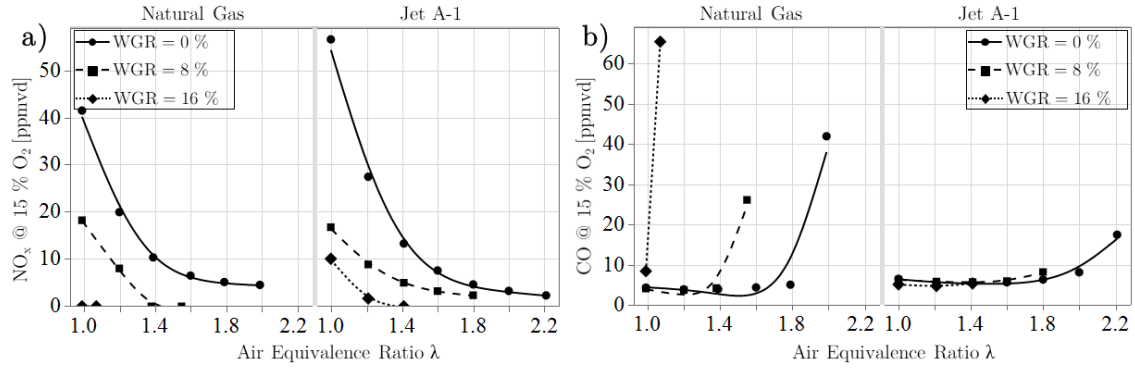 Natural Gas
Jet A-1
a)
WGR = 0 %
WGR = 8 %
WGR = 16 %
NOₓ @ 15 % O₂ [ppmvd]
50
40
30
20
10
0
1.0 1.4 1.8 2.2 1.0 1.4 1.8 2.2
Air Equivalence Ratio λ
Natural Gas
Jet A-1
b)
WGR = 0 %
WGR = 8 %
WGR = 16 %
CO @ 15 % O₂ [ppmvd]
60
50
40
30
20
10
0
1.0 1.4 1.8 2.2 1.0 1.4 1.8 2.2
Air Equivalence Ratio λ